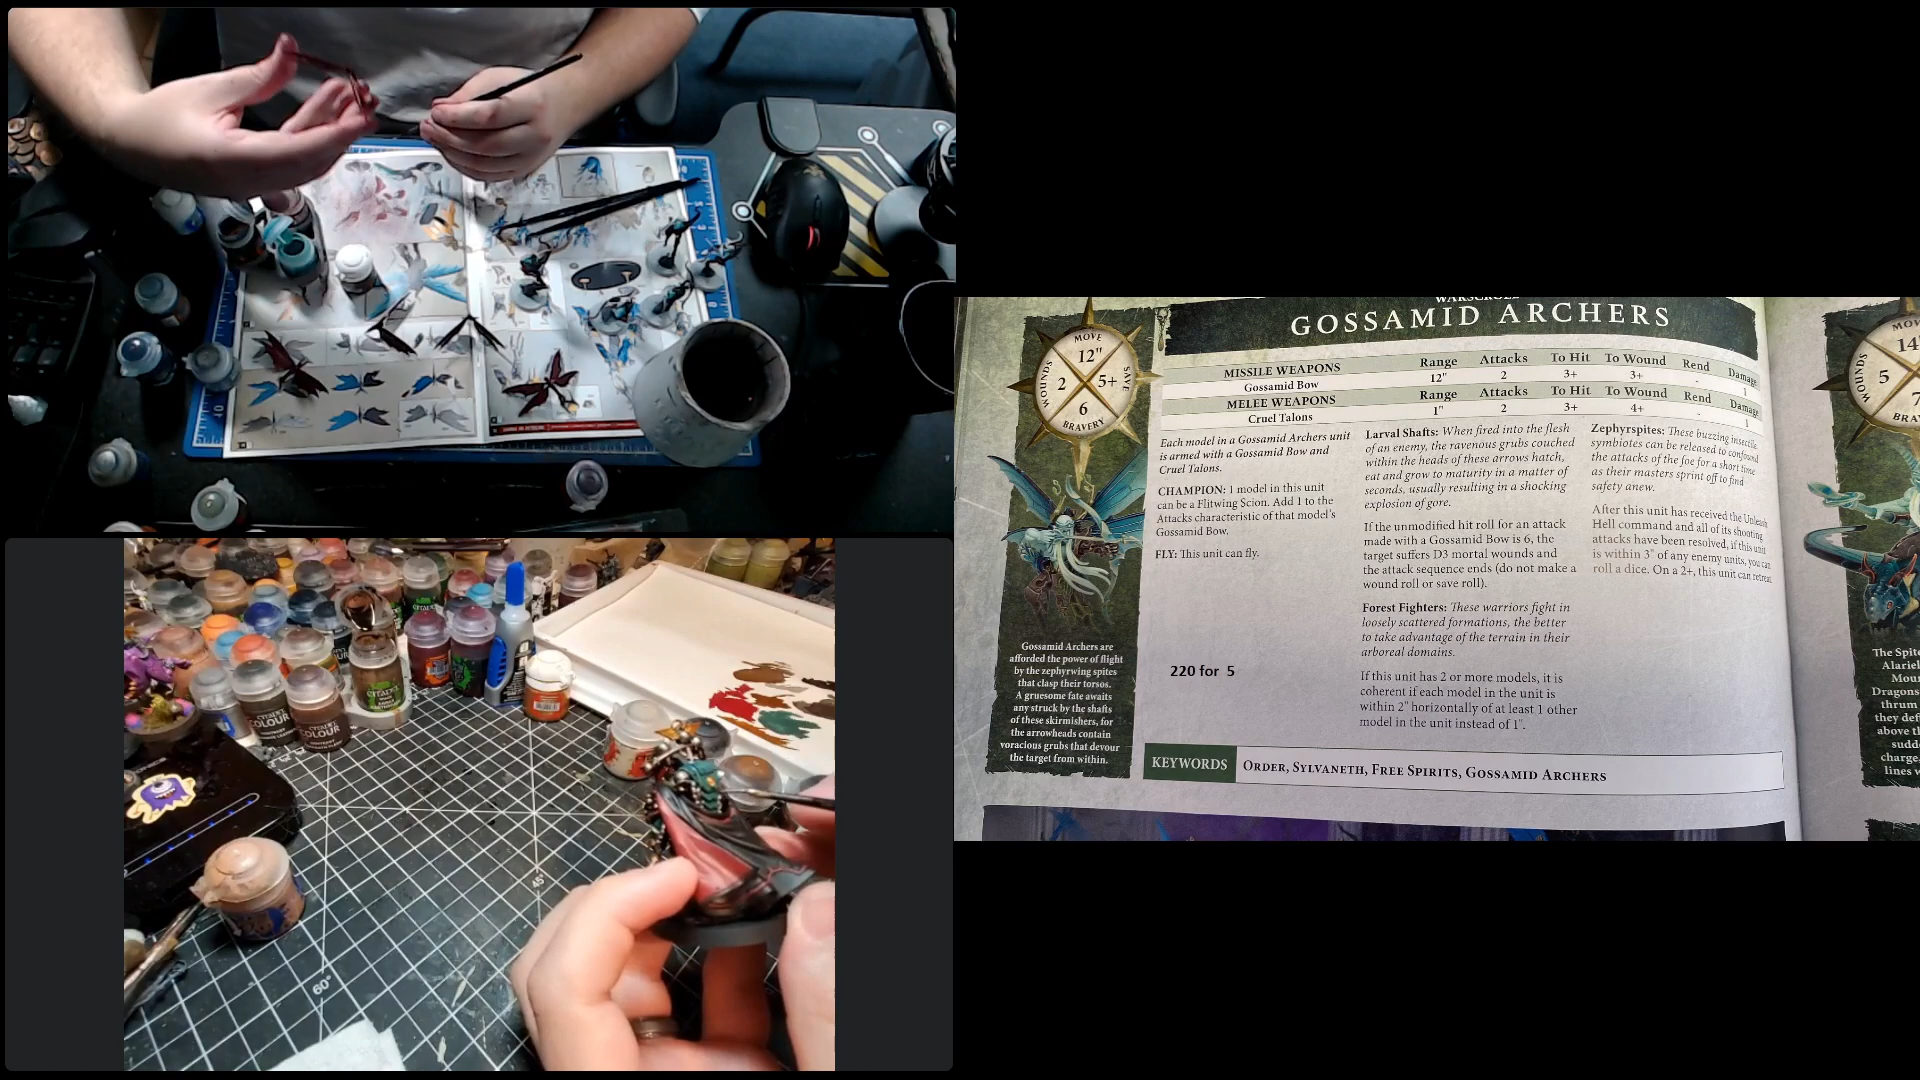 GOSSAMID ARCHERS
MOVE
12"
WOUNDS
2
5+
SAVE
6
BRAVERY
MISSILE WEAPONS Range Attacks To Hit To Wound Rend Damage
Gossamid Bow 12" 2 3+ 3+ - 1
MELEE WEAPONS Range Attacks To Hit To Wound Rend Damage
Cruel Talons 1" 2 3+ 4+ - 1
Each model in a Gossamid Archers unit
is armed with a Gossamid Bow and
Cruel Talons.
CHAMPION: 1 model in this unit
can be a Flitwing Scion. Add 1 to the
Attacks characteristic of that model's
Gossamid Bow.
FLY: This unit can fly.
220 for 5
Larval Shafts: When fired into the flesh
of an enemy, the ravenous grubs couched
within the heads of these arrows hatch,
eat and grow to maturity in a matter of
seconds, usually resulting in a shocking
explosion of gore.
If the unmodified hit roll for an attack
made with a Gossamid Bow is 6, the
target suffers D3 mortal wounds and
the attack sequence ends (do not make a
wound roll or save roll).
Forest Fighters: These warriors fight in
loosely scattered formations, the better
to take advantage of the terrain in their
arboreal domains.
If this unit has 2 or more models, it is
coherent if each model in the unit is
within 2" horizontally of at least 1 other
model in the unit instead of 1".
Zephyrspites: These buzzing insectile
symbiotes can be released to confound
the attacks of the foe for a short time
as their masters sprint off to find
safety anew.
After this unit has received the Unleash
Hell command and all of its shooting
attacks have been resolved, if this unit
is within 3" of any enemy units, you can
roll a dice. On a 2+, this unit can retreat.
Gossamid Archers are
afforded the power of flight
by the zephyrwing spites
that clasp their torsos.
A gruesome fate awaits
any struck by the shafts
of these skirmishers, for
the arrowheads contain
voracious grubs that devour
the target from within.
KEYWORDS ORDER, SYLVANETH, FREE SPIRITS, GOSSAMID ARCHERS
14"
WOUNDS
5
The Spite
Alariel
Moun
Dragons
thrum
they def
above th
sudd
charge,
lines w
CITADEL
CITADEL
COLOUR
COLOUR
45°
60°